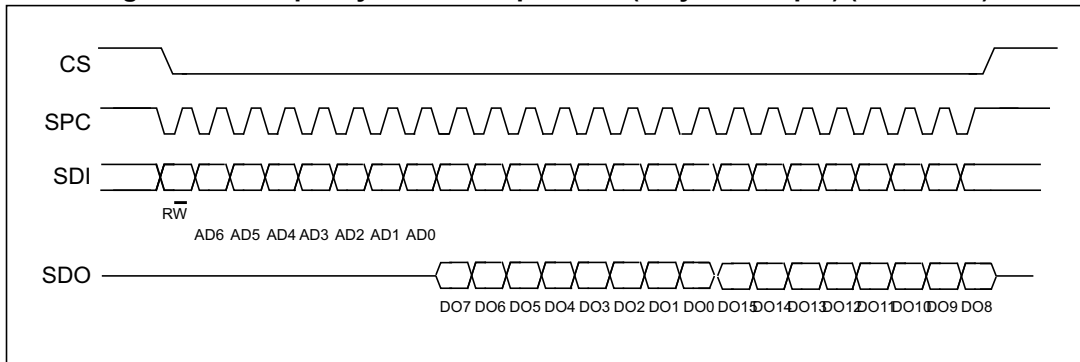 CS
SPC
SDI
RW
AD6 AD5 AD4 AD3 AD2 AD1 AD0
SDO
DO7 DO6 DO5 DO4 DO3 DO2 DO1 DO0 DO15 DO14 DO13 DO12 DO11 DO10 DO9 DO8